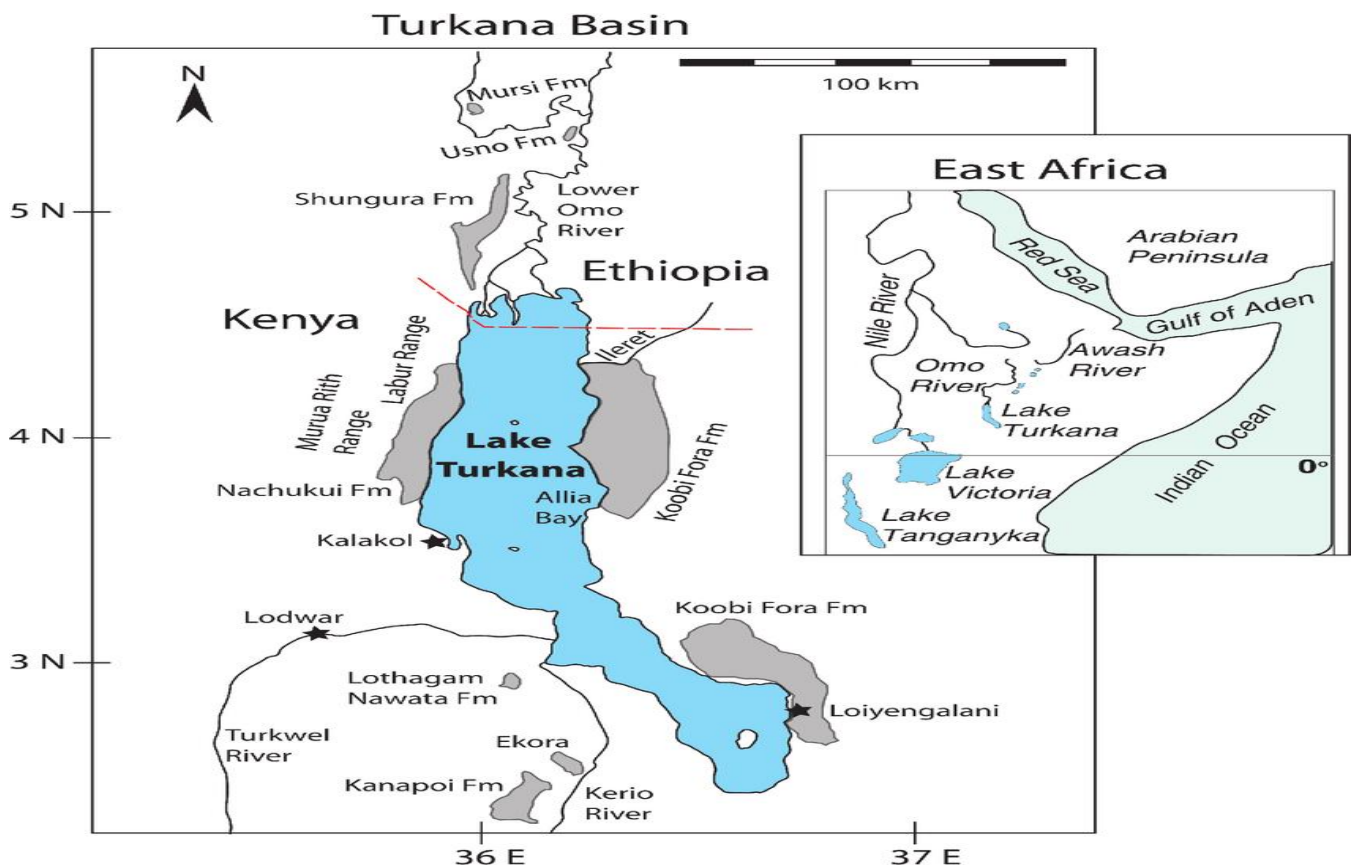 Turkana Basin
N
100 km
Mursi Fm
Usno Fm
Shungura Fm
Lower
Omo
River
5 N
Ethiopia
Kenya
Ileret
Labur Range
Murua Rith
Range
4 N
Lake
Turkana
Koobi Fora Fm
Nachukui Fm
Allia
Bay
Kalakol
Koobi Fora Fm
Lodwar
3 N
Lothagam
Nawata Fm
Loiyengalani
Turkwel
River
Ekora
Kanapoi Fm
Kerio
River
36 E
37 E
East Africa
Arabian
Peninsula
Red Sea
Nile River
Gulf of Aden
Awash
River
Omo
River
Lake
Turkana
Indian Ocean
0°
Lake
Victoria
Lake
Tanganyka